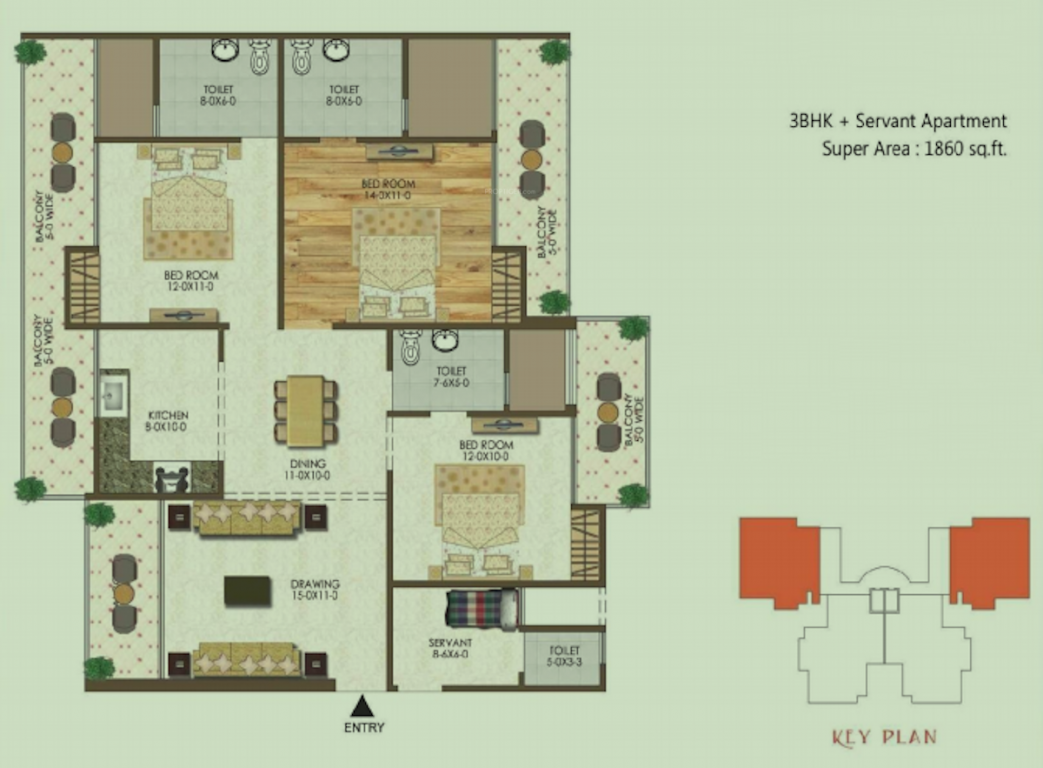 3BHK + Servant Apartment
Super Area : 1860 sq.ft.
TOILET
8-0X6-0
TOILET
8-0X6-0
BED ROOM
14-3X11-0
BALCONY
5-0 WIDE
BALCONY
5-0 WIDE
BED ROOM
12-0X11-0
BALCONY
5-0 WIDE
TOILET
7-6X5-0
KITCHEN
8-0X10-0
BALCONY
5-0 WIDE
BED ROOM
12-0X10-0
DINING
11-0X10-0
DRAWING
15-0X11-0
SERVANT
8-6X6-0
TOILET
5-0X3-3
ENTRY
KEY PLAN